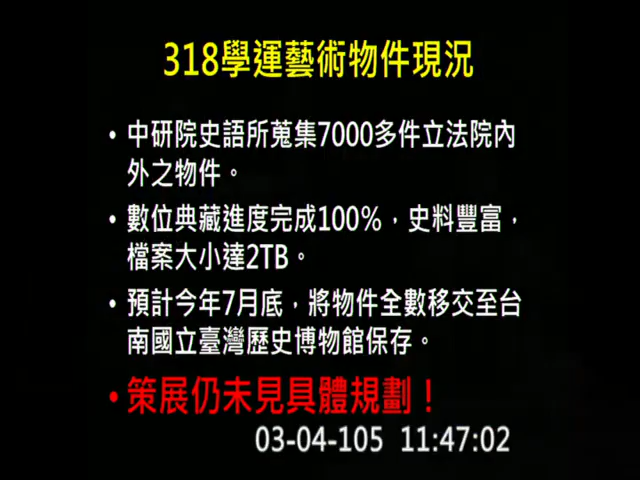 318學運藝術物件現況
• 中研院史語所蒐集7000多件立法院內
外之物件。
• 數位典藏進度完成100%，史料豐富，
檔案大小達2TB。
• 預計今年7月底，將物件全數移交至台
南國立臺灣歷史博物館保存。
• 策展仍未見具體規劃！
03-04-105 11:47:02